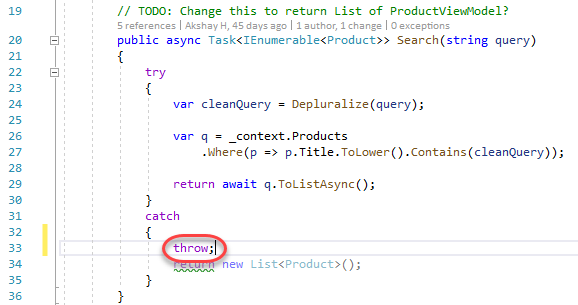 19 // TODO: Change this to return List of ProductViewModel?
5 references | Akshay H, 45 days ago | 1 author, 1 change | 0 exceptions
20 public async Task<IEnumerable<Product>> Search(string query)
21 {
22 try
23 {
24 var cleanQuery = Depluralize(query);
25
26 var q = _context.Products
27 .Where(p => p.Title.ToLower().Contains(cleanQuery));
28
29 return await q.ToListAsync();
30 }
31 catch
32 {
33 throw;
34 return new List<Product>();
35 }
36 }